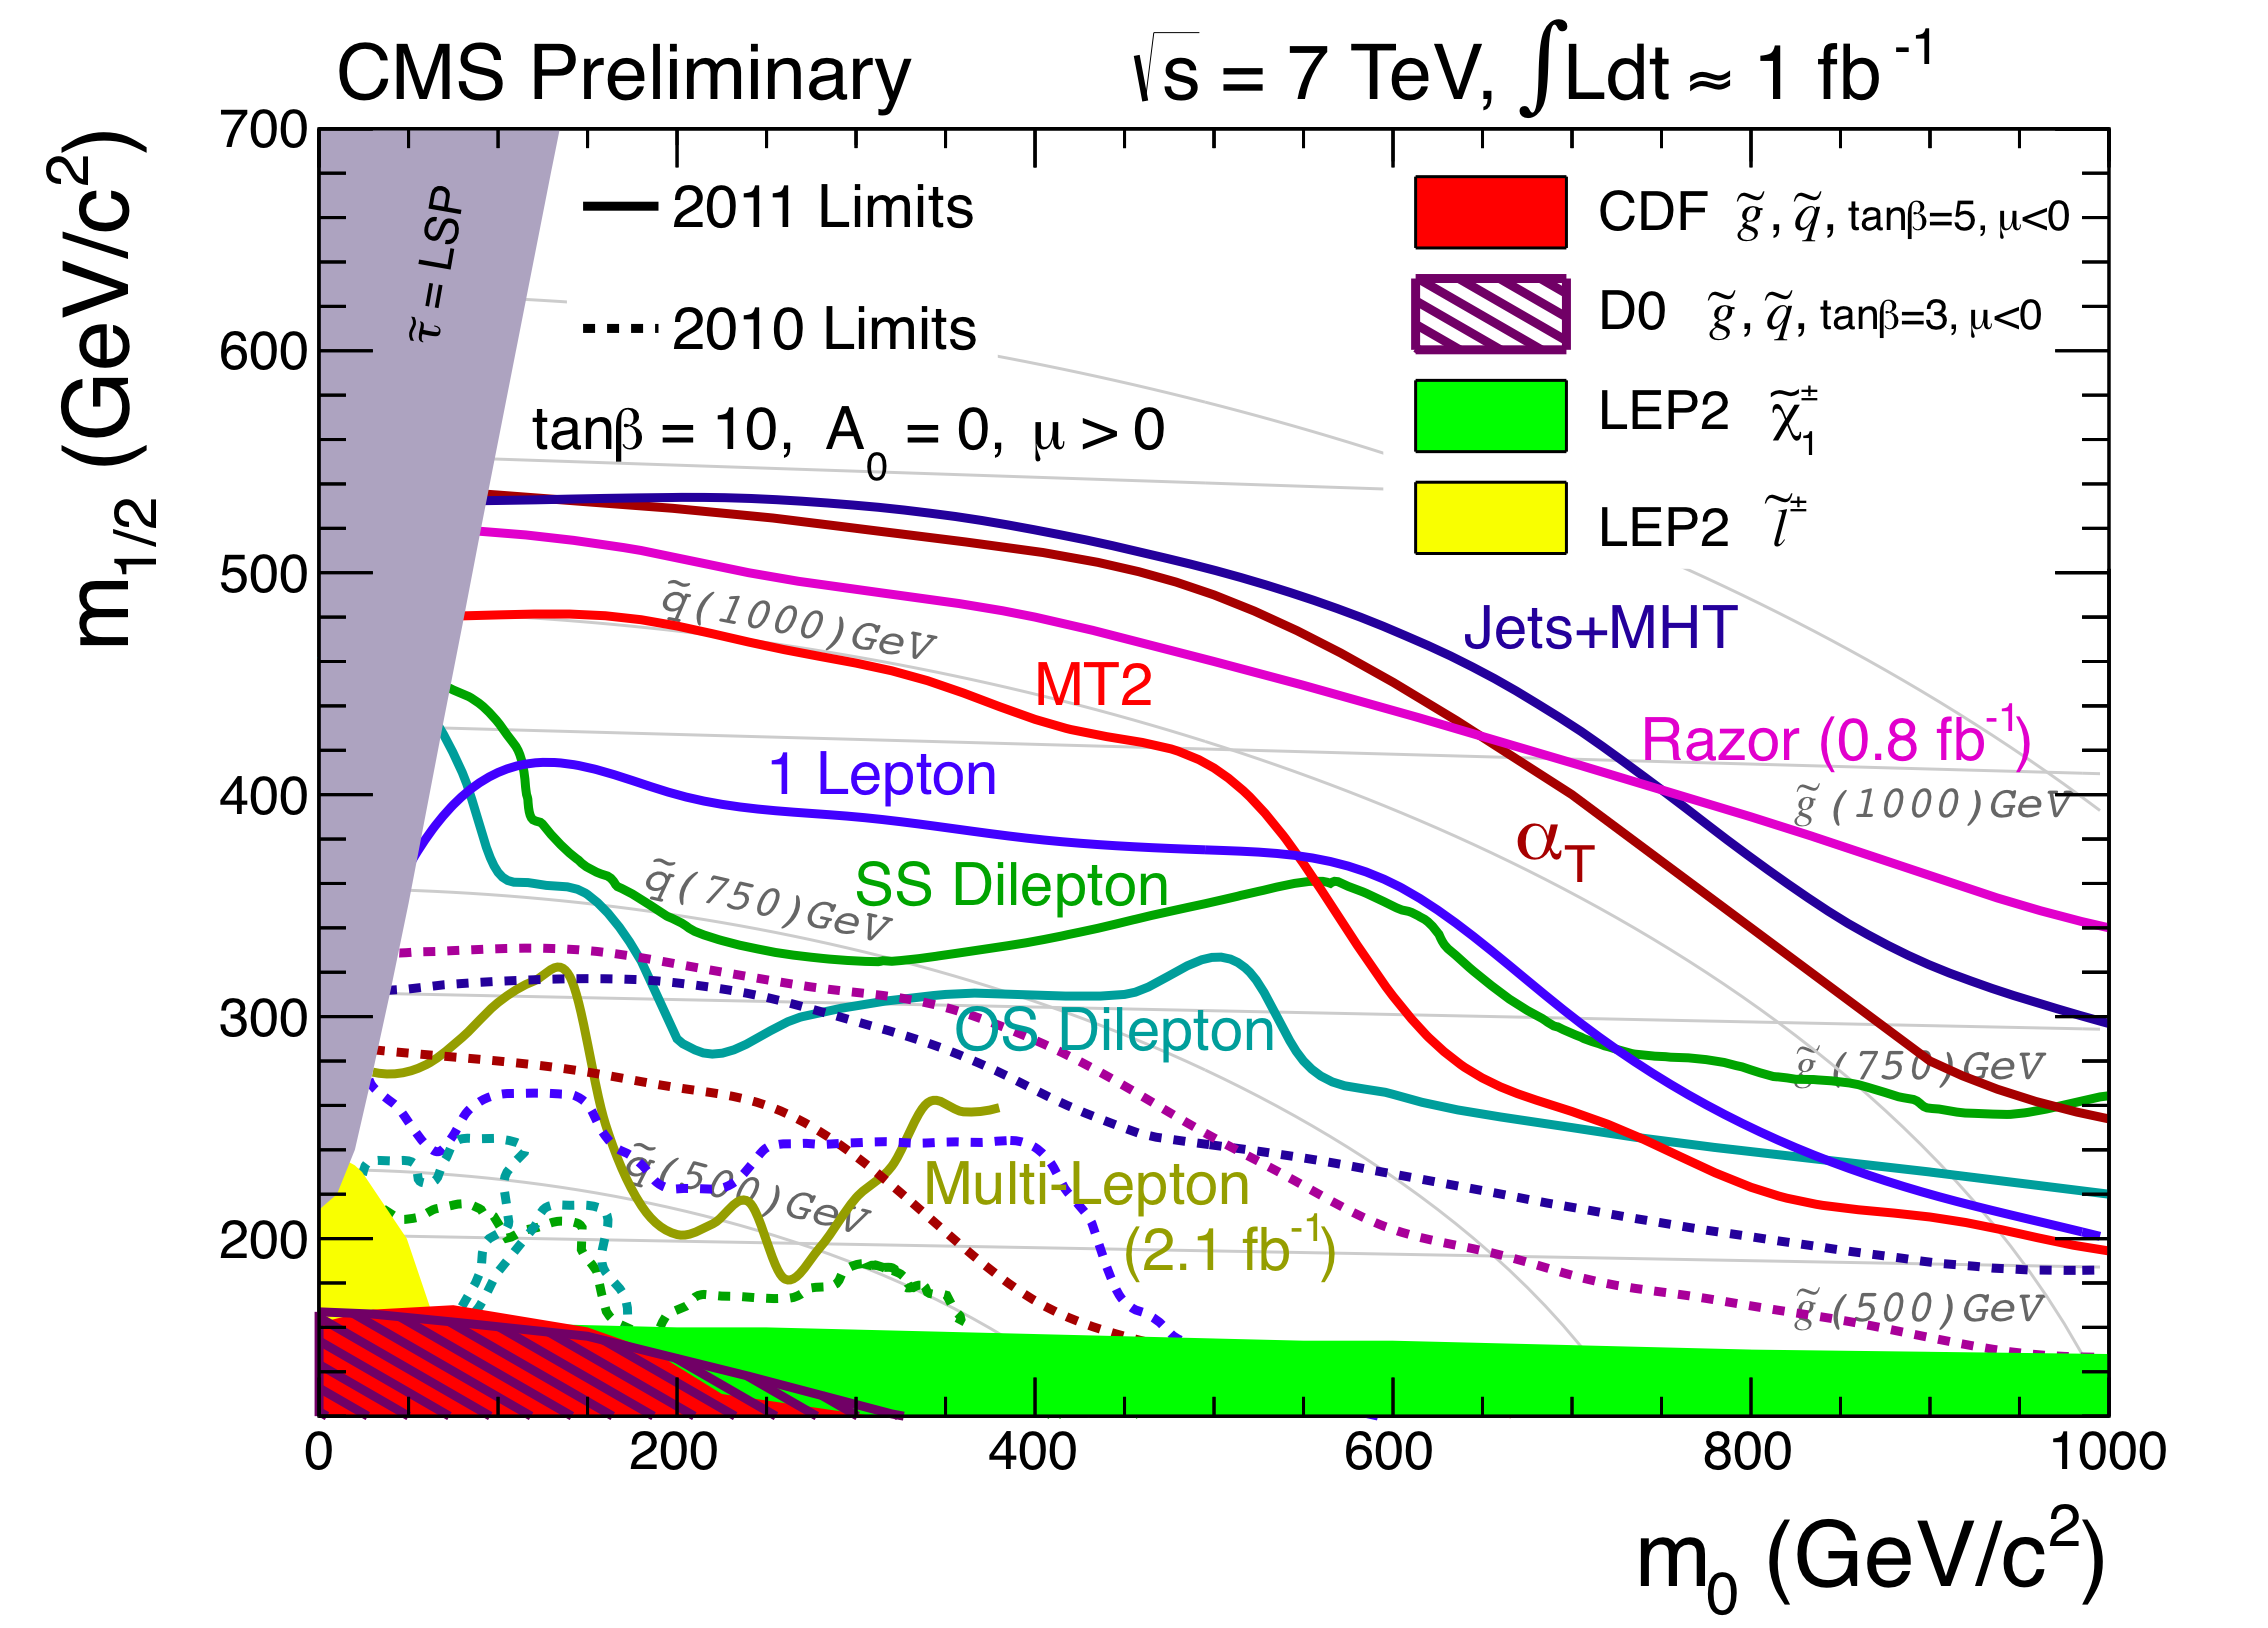 CMS Preliminary
√s = 7 TeV, ∫Ldt ≈ 1 fb⁻¹
m₁/₂ (GeV/c²)
700
600
500
400
300
200
τ̃ = LSP
2011 Limits
2010 Limits
tanβ = 10, A₀ = 0, μ > 0
CDF g̃, q̃, tanβ=5, μ<0
D0 g̃, q̃, tanβ=3, μ<0
LEP2 χ̃₁±
LEP2 l̃±
q̃(1000)GeV
Jets+MHT
MT2
Razor (0.8 fb⁻¹)
1 Lepton
g̃(1000)GeV
αT
q̃(750)GeV
SS Dilepton
OS Dilepton
g̃(750)GeV
q̃(500)GeV
Multi-Lepton
(2.1 fb⁻¹)
g̃(500)GeV
0 200 400 600 800 1000
m₀ (GeV/c²)